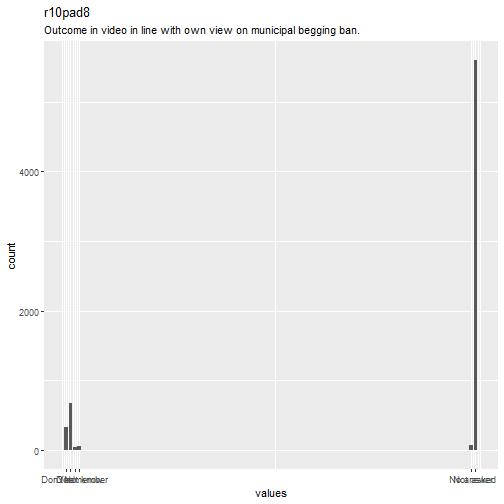 r10pad8
Outcome in video in line with own view on municipal begging ban.
count
4000
2000
0
values